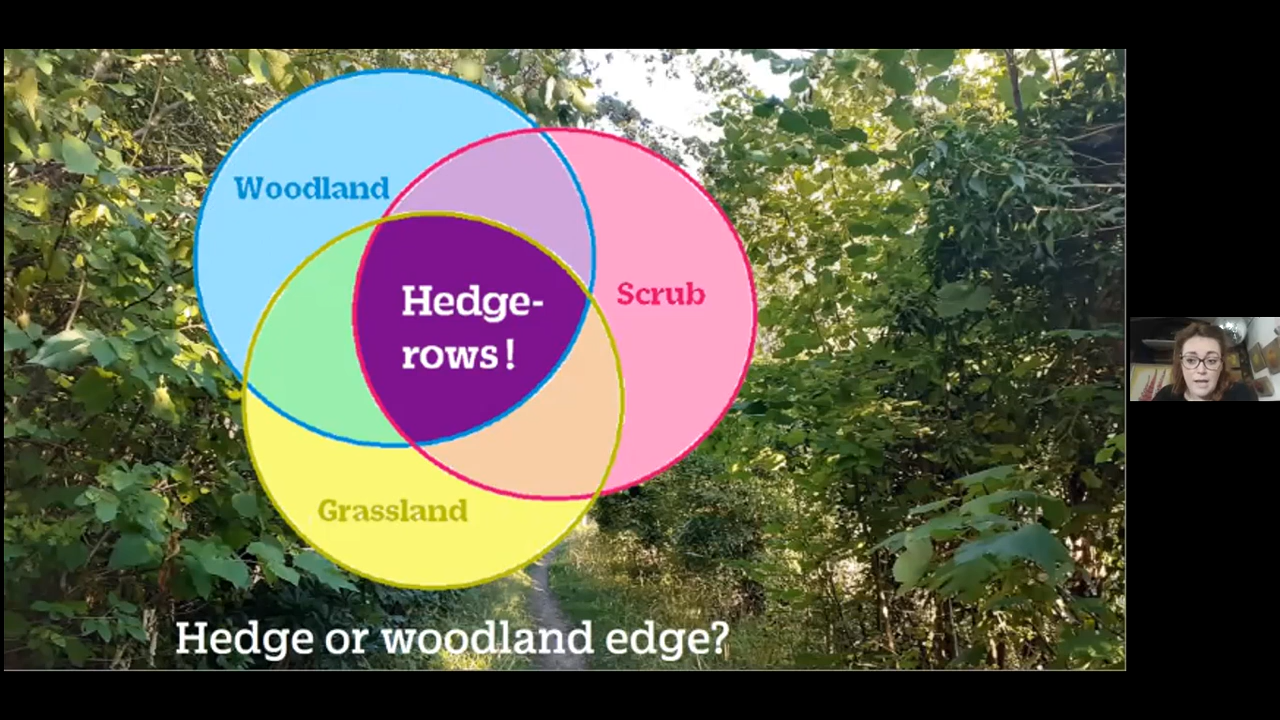 Woodland
Scrub
Hedge-
rows!
Grassland
Hedge or woodland edge?